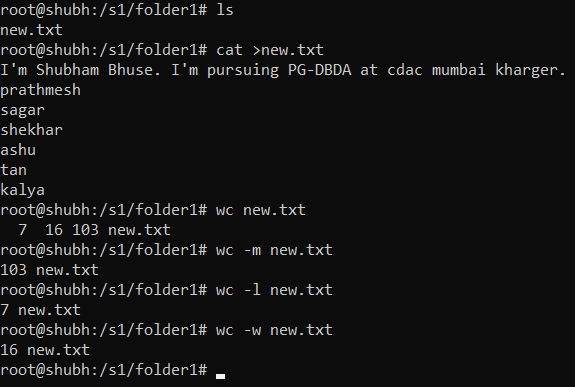 root@shubh:/s1/folder1# ls
new.txt
root@shubh:/s1/folder1# cat >new.txt
I'm Shubham Bhuse. I'm pursuing PG-DBDA at cdac mumbai kharger.
prathmesh
sagar
shekhar
ashu
tan
kalya
root@shubh:/s1/folder1# wc new.txt
  7  16 103 new.txt
root@shubh:/s1/folder1# wc -m new.txt
103 new.txt
root@shubh:/s1/folder1# wc -l new.txt
7 new.txt
root@shubh:/s1/folder1# wc -w new.txt
16 new.txt
root@shubh:/s1/folder1#